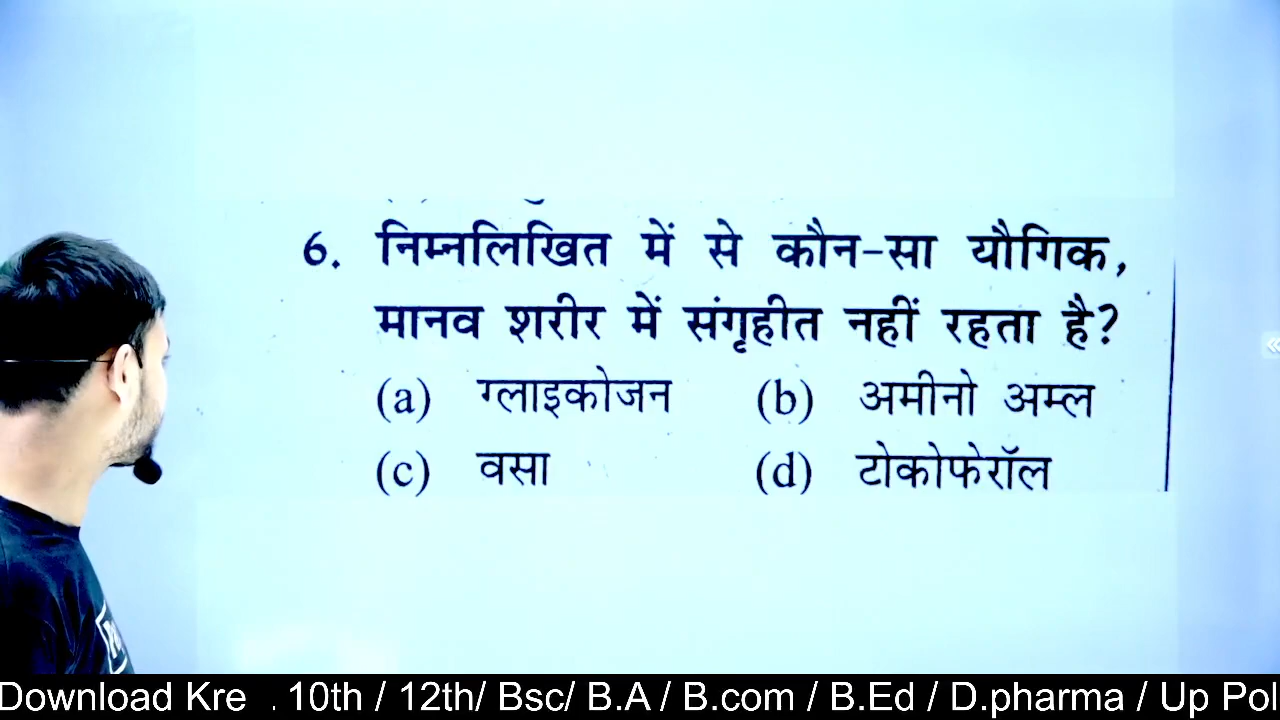 6. निम्नलिखित में से कौन-सा यौगिक,
मानव शरीर में संगृहीत नहीं रहता है?
(a) ग्लाइकोजन (b) अमीनो अम्ल
(c) वसा (d) टोकोफेरॉल
Download Kre . 10th / 12th/ Bsc/ B.A / B.com / B.Ed / D.pharma / Up Pol